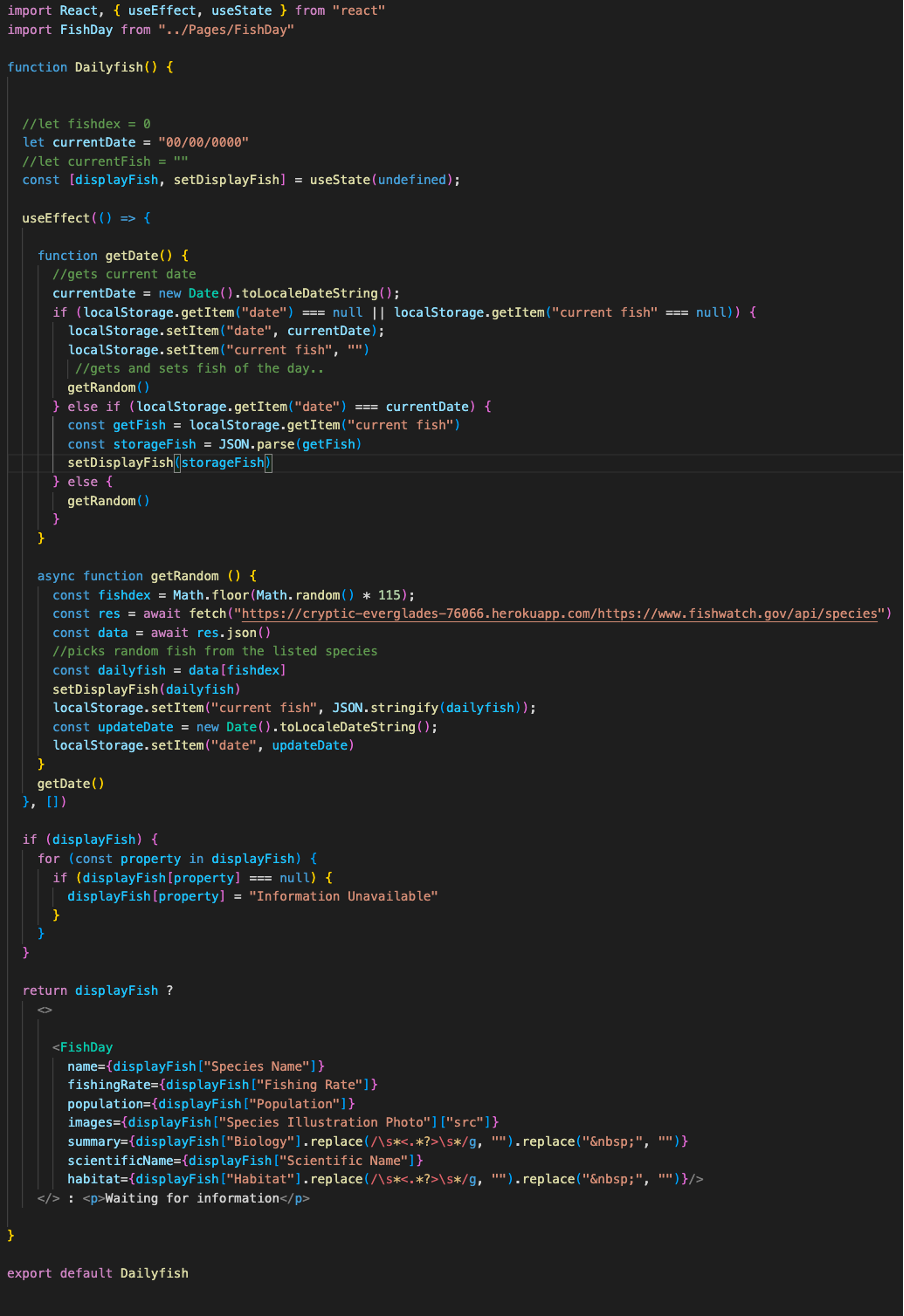 import React, { useEffect, useState } from "react"
import FishDay from "../Pages/FishDay"

function Dailyfish() {


  //let fishdex = 0
  let currentDate = "00/00/0000"
  //let currentFish = ""
  const [displayFish, setDisplayFish] = useState(undefined);

  useEffect(() => {

    function getDate() {
      //gets current date
      currentDate = new Date().toLocaleDateString();
      if (localStorage.getItem("date") === null || localStorage.getItem("current fish" === null)) {
        localStorage.setItem("date", currentDate);
        localStorage.setItem("current fish", "")
         //gets and sets fish of the day..
        getRandom()
      } else if (localStorage.getItem("date") === currentDate) {
        const getFish = localStorage.getItem("current fish")
        const storageFish = JSON.parse(getFish)
        setDisplayFish(storageFish)
      } else {
        getRandom()
      }
    }

    async function getRandom () {
      const fishdex = Math.floor(Math.random() * 115);
      const res = await fetch("https://cryptic-everglades-76066.herokuapp.com/https://www.fishwatch.gov/api/species")
      const data = await res.json()
      //picks random fish from the listed species
      const dailyfish = data[fishdex]
      setDisplayFish(dailyfish)
      localStorage.setItem("current fish", JSON.stringify(dailyfish));
      const updateDate = new Date().toLocaleDateString();
      localStorage.setItem("date", updateDate)
    }
    getDate()
  }, [])

  if (displayFish) {
    for (const property in displayFish) {
      if (displayFish[property] === null) {
        displayFish[property] = "Information Unavailable"
      }
    }
  }

  return displayFish ?
    <>

      <FishDay
        name={displayFish["Species Name"]}
        fishingRate={displayFish["Fishing Rate"]}
        population={displayFish["Population"]}
        images={displayFish["Species Illustration Photo"]["src"]}
        summary={displayFish["Biology"].replace(/\s*<.*?>\s*/g, "").replace("&nbsp;", "")}
        scientificName={displayFish["Scientific Name"]}
        habitat={displayFish["Habitat"].replace(/\s*<.*?>\s*/g, "").replace("&nbsp;", "")}/>
    </> : <p>Waiting for information</p>

}

export default Dailyfish